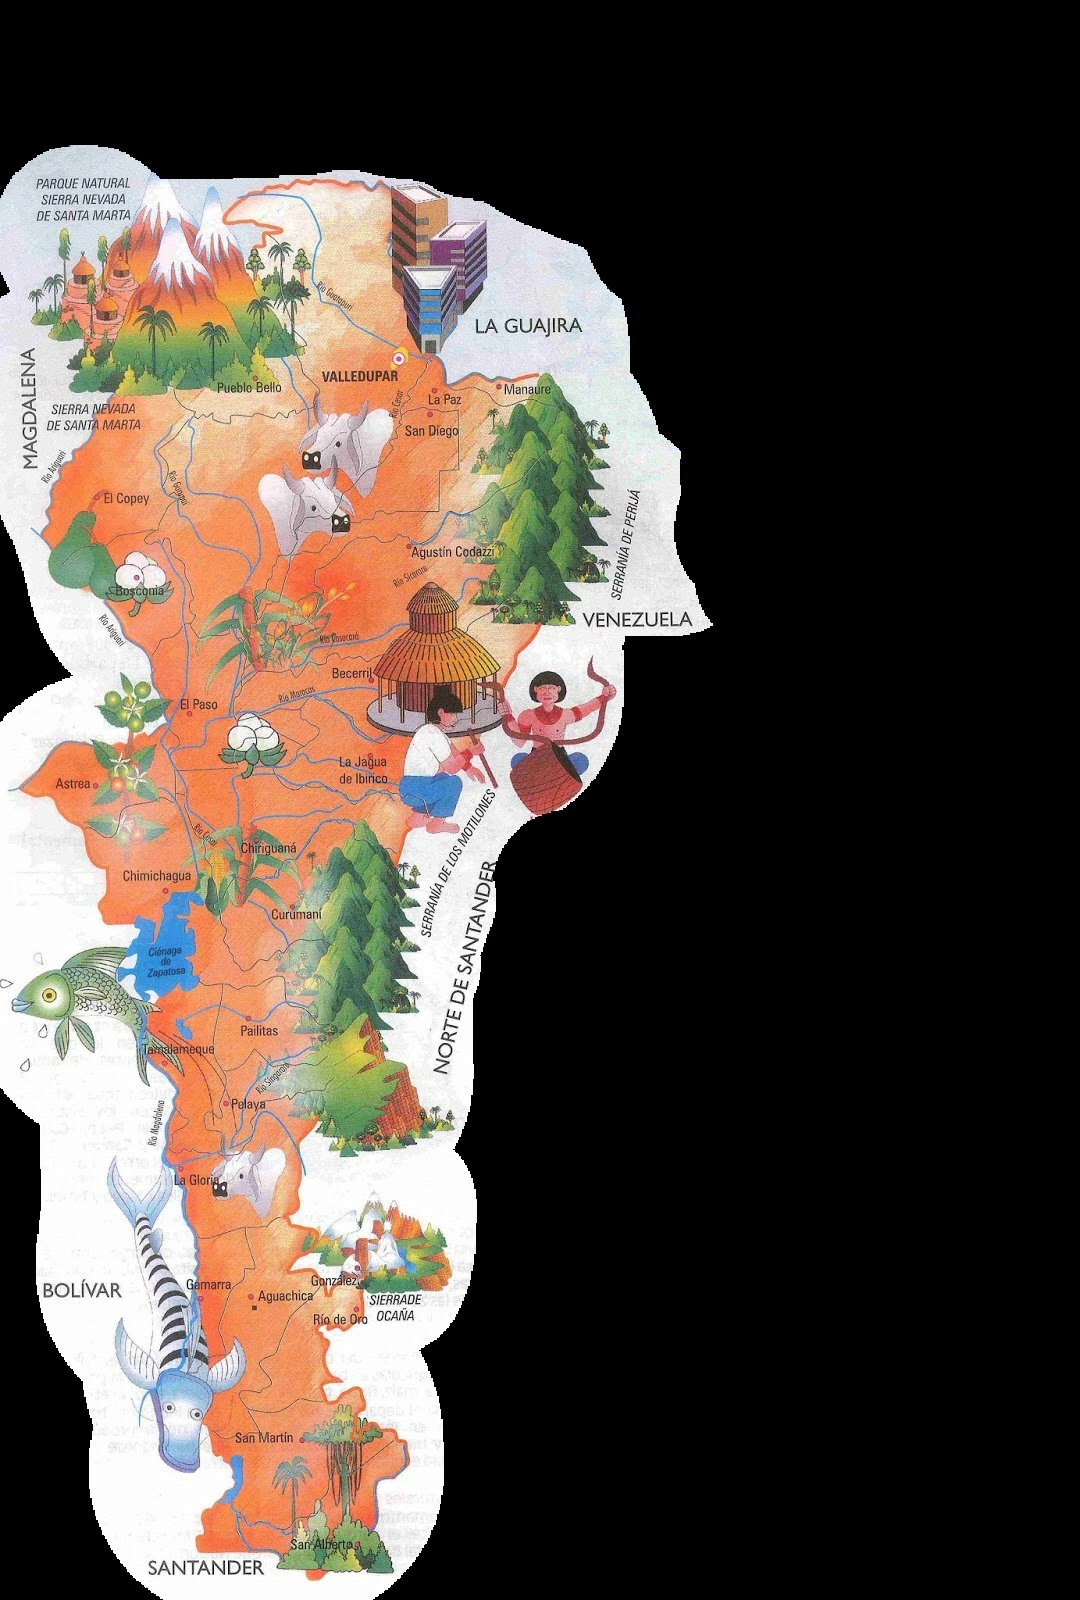 PARQUE NATURAL
SIERRA NEVADA
DE SANTA MARTA
Río Guatapurí
LA GUAJIRA
MAGDALENA
VALLEDUPAR
Pueblo Bello
Manaure
La Paz
Río Cesar
SIERRA NEVADA
DE SANTA MARTA
San Diego
Río Ariguaní
El Copey
Agustín Codazzi
SERRANÍA DE PERIJÁ
Río Sicarare
Bosconia
VENEZUELA
Río Ariguaní
Río Casacará
Becerril
Río Maracas
El Paso
La Jagua
de Ibirico
Astrea
SERRANÍA DE LOS MOTILONES
Río Cesar
Chiriguaná
Chimichagua
NORTE DE SANTANDER
Curumaní
Ciénaga
de
Zapatosa
Pailitas
Tamalameque
Río Singararé
Pelaya
Río Magdalena
La Gloria
BOLÍVAR
Gamarra
González
Aguachica
SIERRADE
OCAÑA
Río de Oro
San Martín
San Alberto
SANTANDER